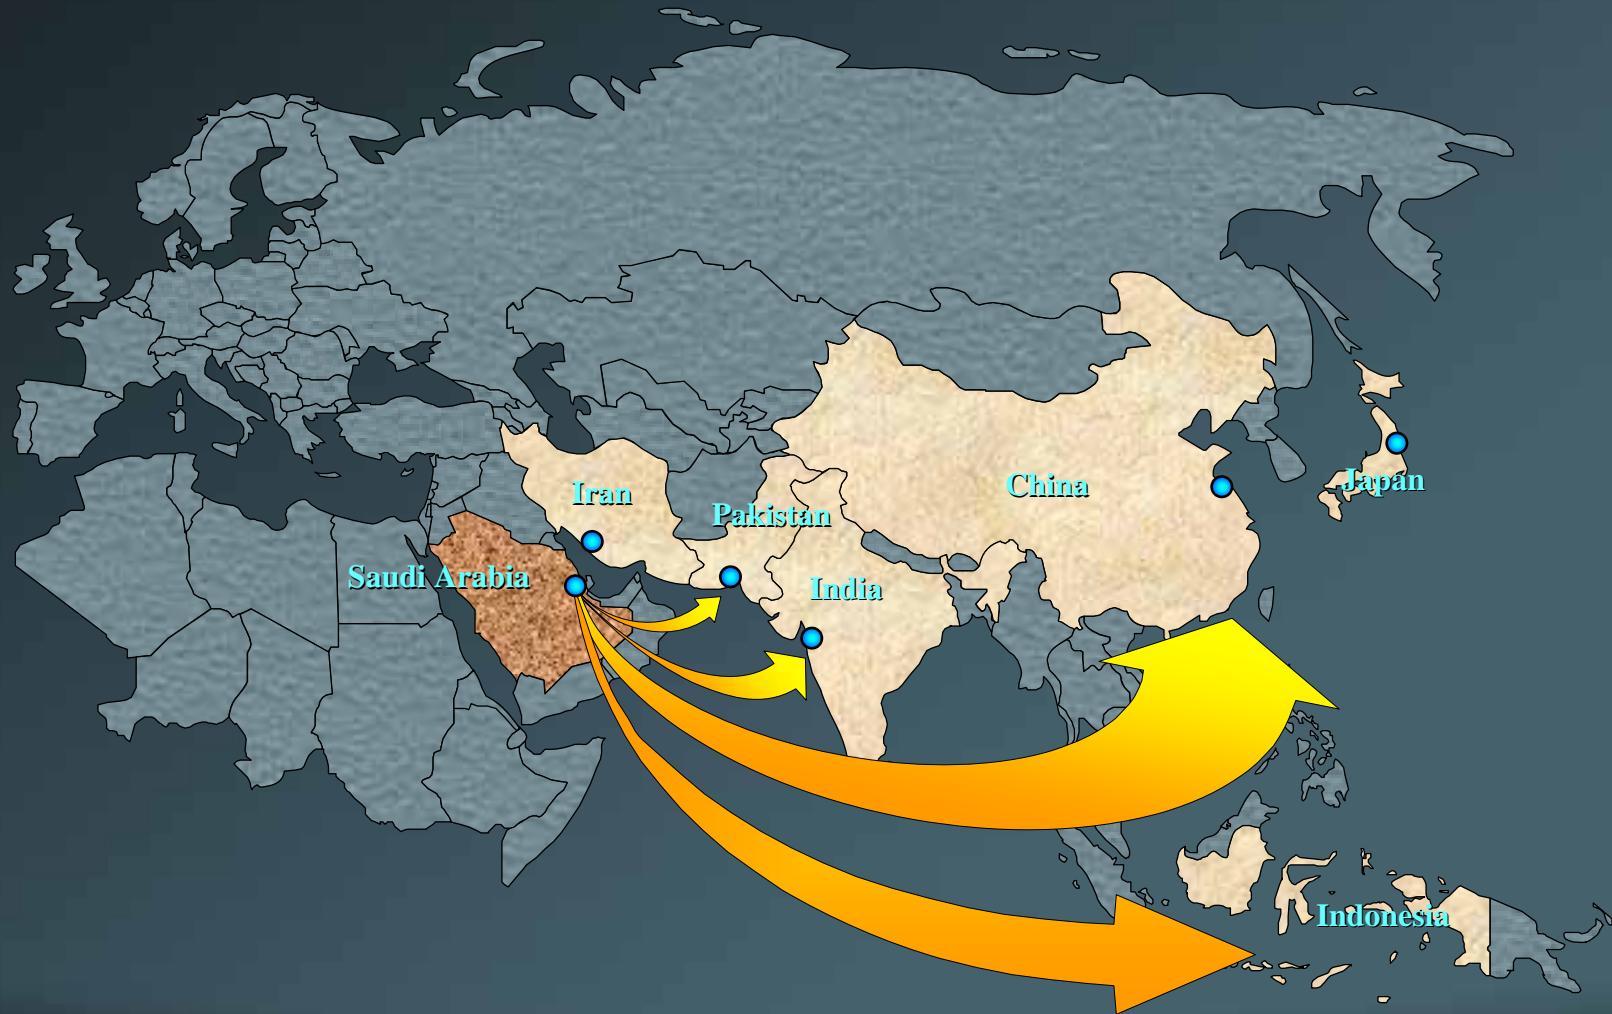 Iran
Pakistan
China
Japan
Saudi Arabia
India
Indonesia